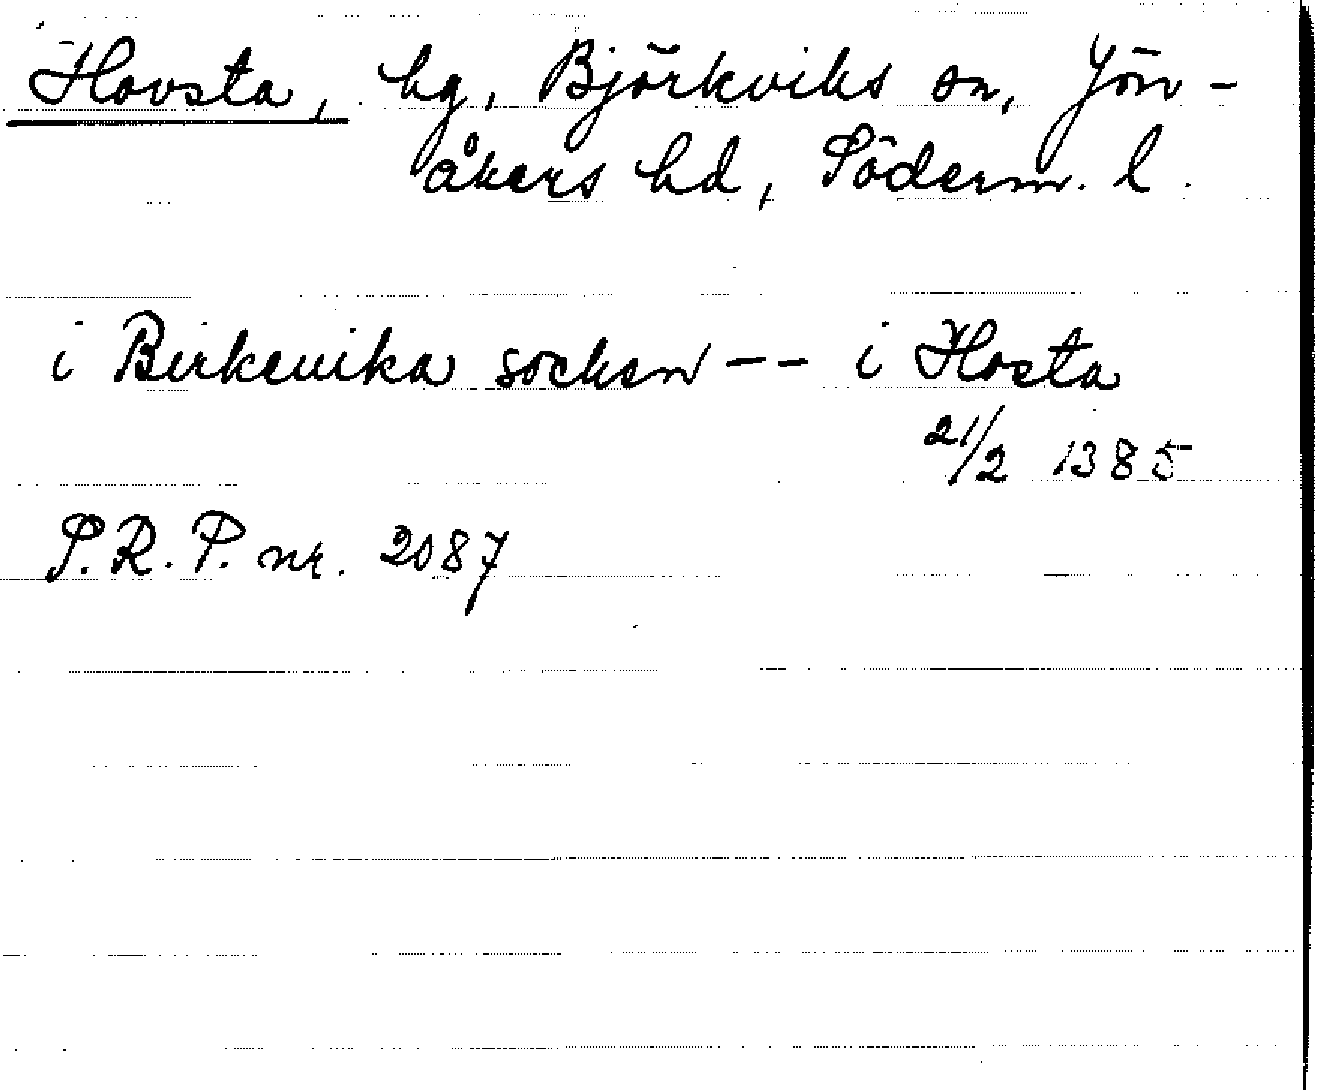 Hovsta, hg, Björkviks sn, Jön-
åkers hd, Söderm. l.
i Birkeuika socken -- i Hosta
21/2 1385
S.R.P. nr. 2087